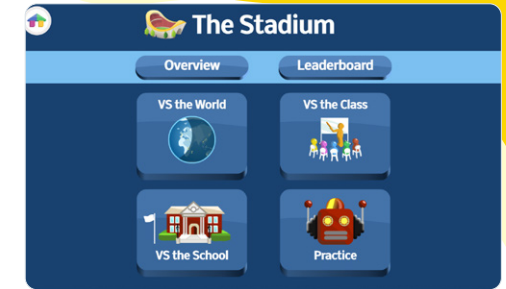 The Stadium
Overview
Leaderboard
VS the World
VS the Class
VS the School
Practice